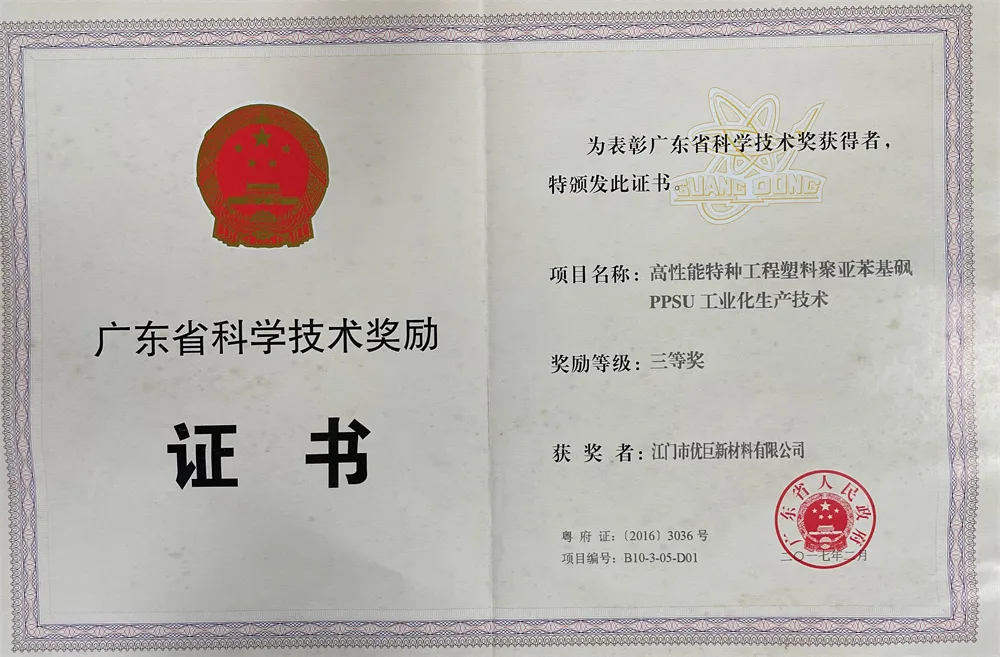 广东省科学技术奖励
证 书
为表彰广东省科学技术奖获得者，
特颁发此证书。
GUANG DONG
项目名称：高性能特种工程塑料聚亚苯基砜
PPSU 工业化生产技术
奖励等级：三等奖
获 奖 者：江门市优巨新材料有限公司
广东省人民政府
粤 府 证：〔2016〕3036 号
项目编号：B10-3-05-D01
二〇一七年二月